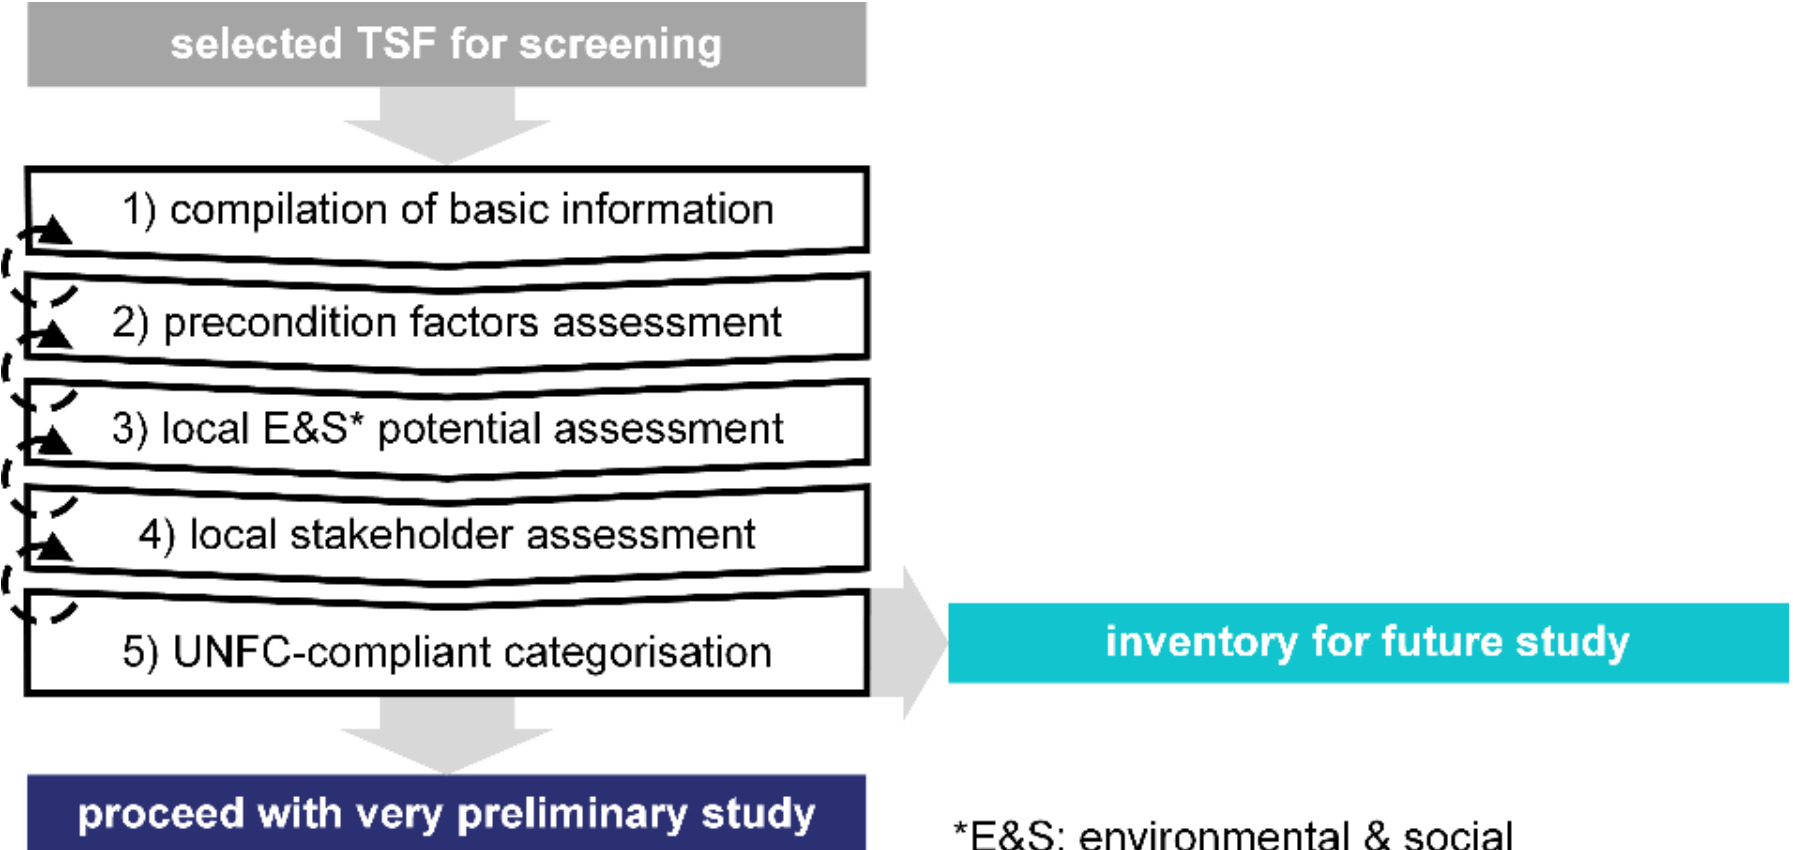 selected TSF for screening
1) compilation of basic information
2) precondition factors assessment
3) local E&S* potential assessment
4) local stakeholder assessment
5) UNFC-compliant categorisation
inventory for future study
proceed with very preliminary study
*E&S: environmental & social